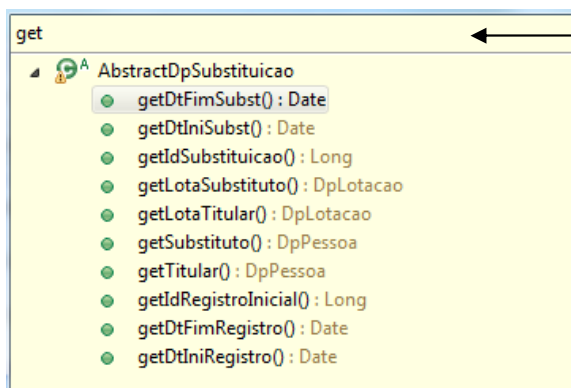 get
A AbstractDpSubstituicao
getDtFimSubst() : Date
getDtIniSubst() : Date
getIdSubstituicao() : Long
getLotaSubstituto() : DpLotacao
getLotaTitular() : DpLotacao
getSubstituto() : DpPessoa
getTitular() : DpPessoa
getIdRegistroInicial() : Long
getDtFimRegistro() : Date
getDtIniRegistro() : Date